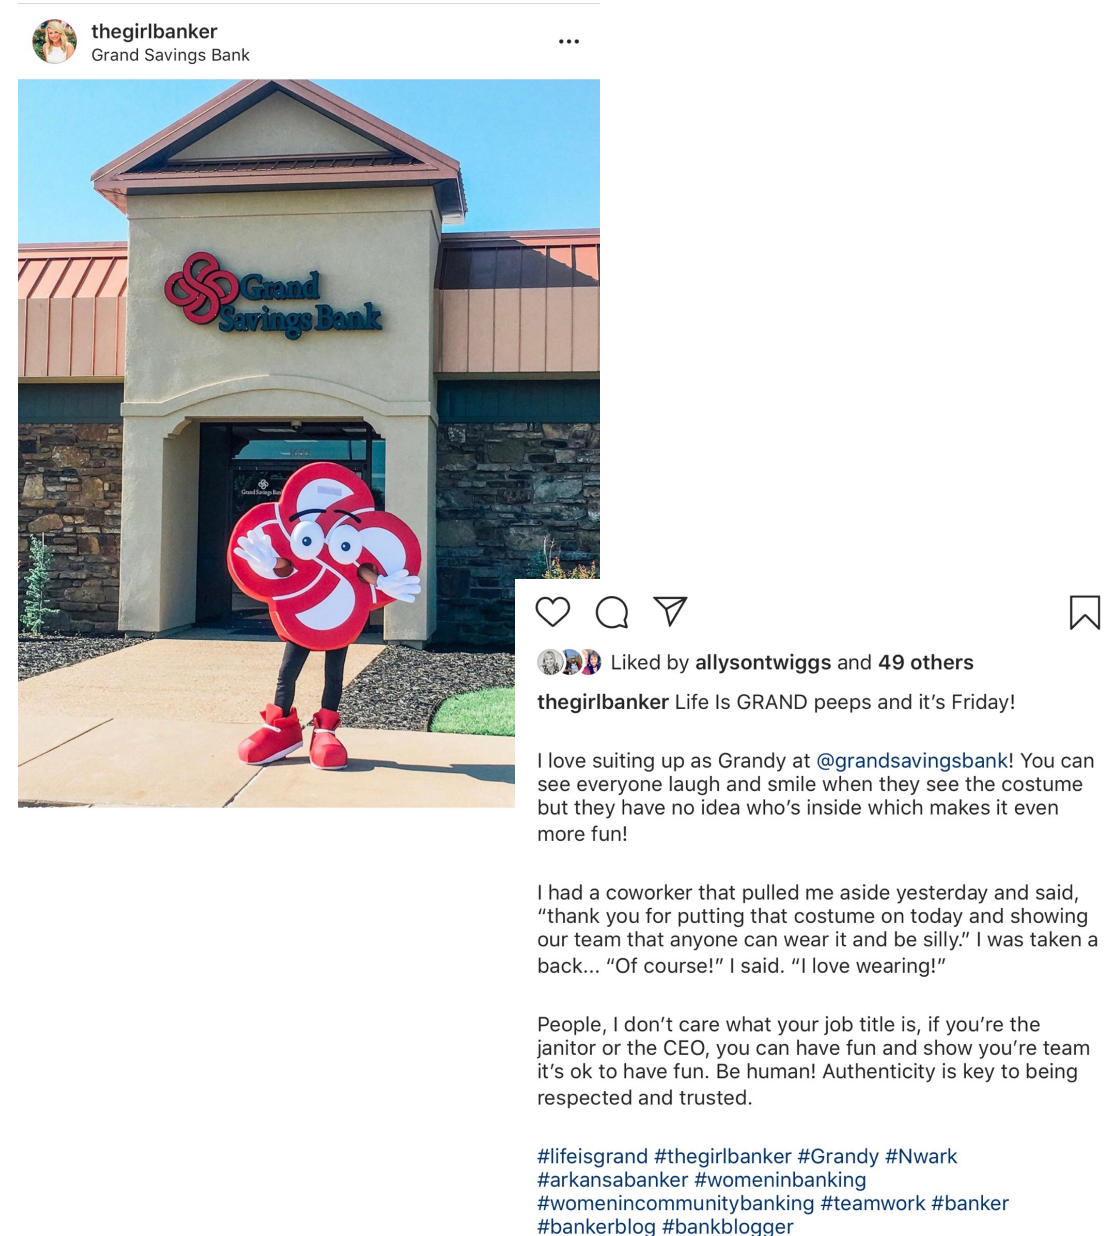 thegirlbanker
Grand Savings Bank
Grand
Savings Bank
Grand Savings Bank
Liked by allysontwiggs and 49 others
thegirlbanker Life Is GRAND peeps and it’s Friday!
I love suiting up as Grandy at @grandsavingsbank! You can
see everyone laugh and smile when they see the costume
but they have no idea who’s inside which makes it even
more fun!
I had a coworker that pulled me aside yesterday and said,
“thank you for putting that costume on today and showing
our team that anyone can wear it and be silly.” I was taken a
back... “Of course!” I said. “I love wearing!”
People, I don’t care what your job title is, if you’re the
janitor or the CEO, you can have fun and show you’re team
it’s ok to have fun. Be human! Authenticity is key to being
respected and trusted.
#lifeisgrand #thegirlbanker #Grandy #Nwark
#arkansabanker #womeninbanking
#womenincommunitybanking #teamwork #banker
#bankerblog #bankblogger